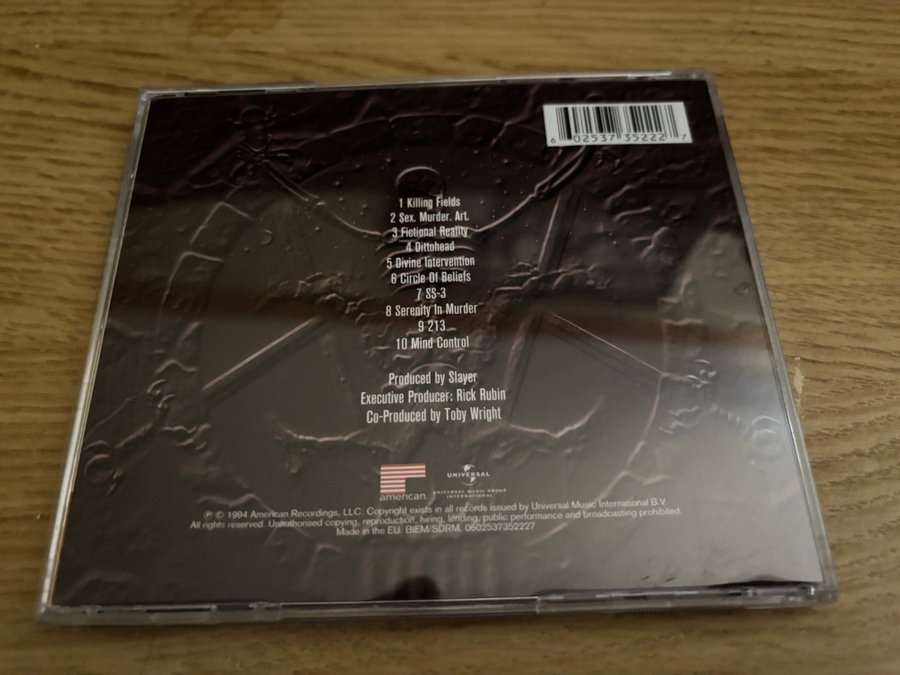 6 02537 35222 7
1 Killing Fields
2 Sex. Murder. Art.
3 Fictional Reality
4 Dittohead
5 Divine Intervention
6 Circle Of Beliefs
7 SS-3
8 Serenity In Murder
9 213
10 Mind Control
Produced by Slayer
Executive Producer: Rick Rubin
Co-Produced by Toby Wright
american
UNIVERSAL
UNIVERSAL MUSIC GROUP
INTERNATIONAL
℗ © 1994 American Recordings, LLC. Copyright exists in all records issued by Universal Music International B.V.
All rights reserved. Unauthorised copying, reproduction, hiring, lending, public performance and broadcasting prohibited.
Made in the EU. BIEM/SDRM. 0602537352227